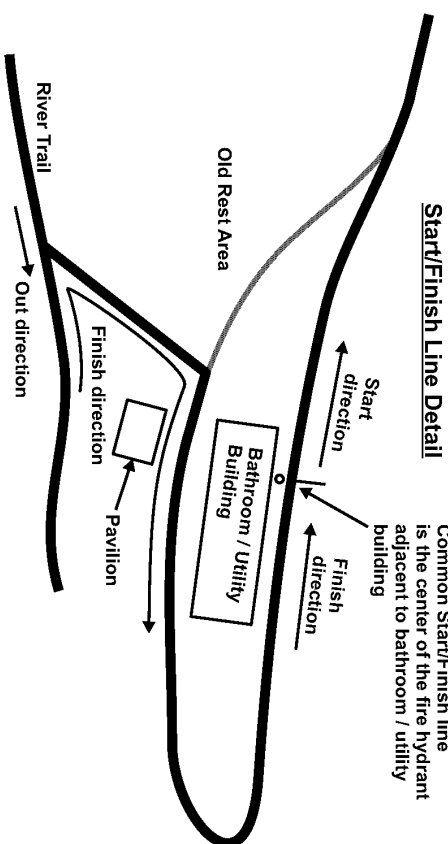 Start/Finish Line Detail
Common Start/Finish line
is the center of the fire hydrant
adjacent to bathroom / utility
building
Start
direction
Finish
direction
Bathroom / Utility
Building
Old Rest Area
Pavilion
Finish direction
Out direction
River Trail